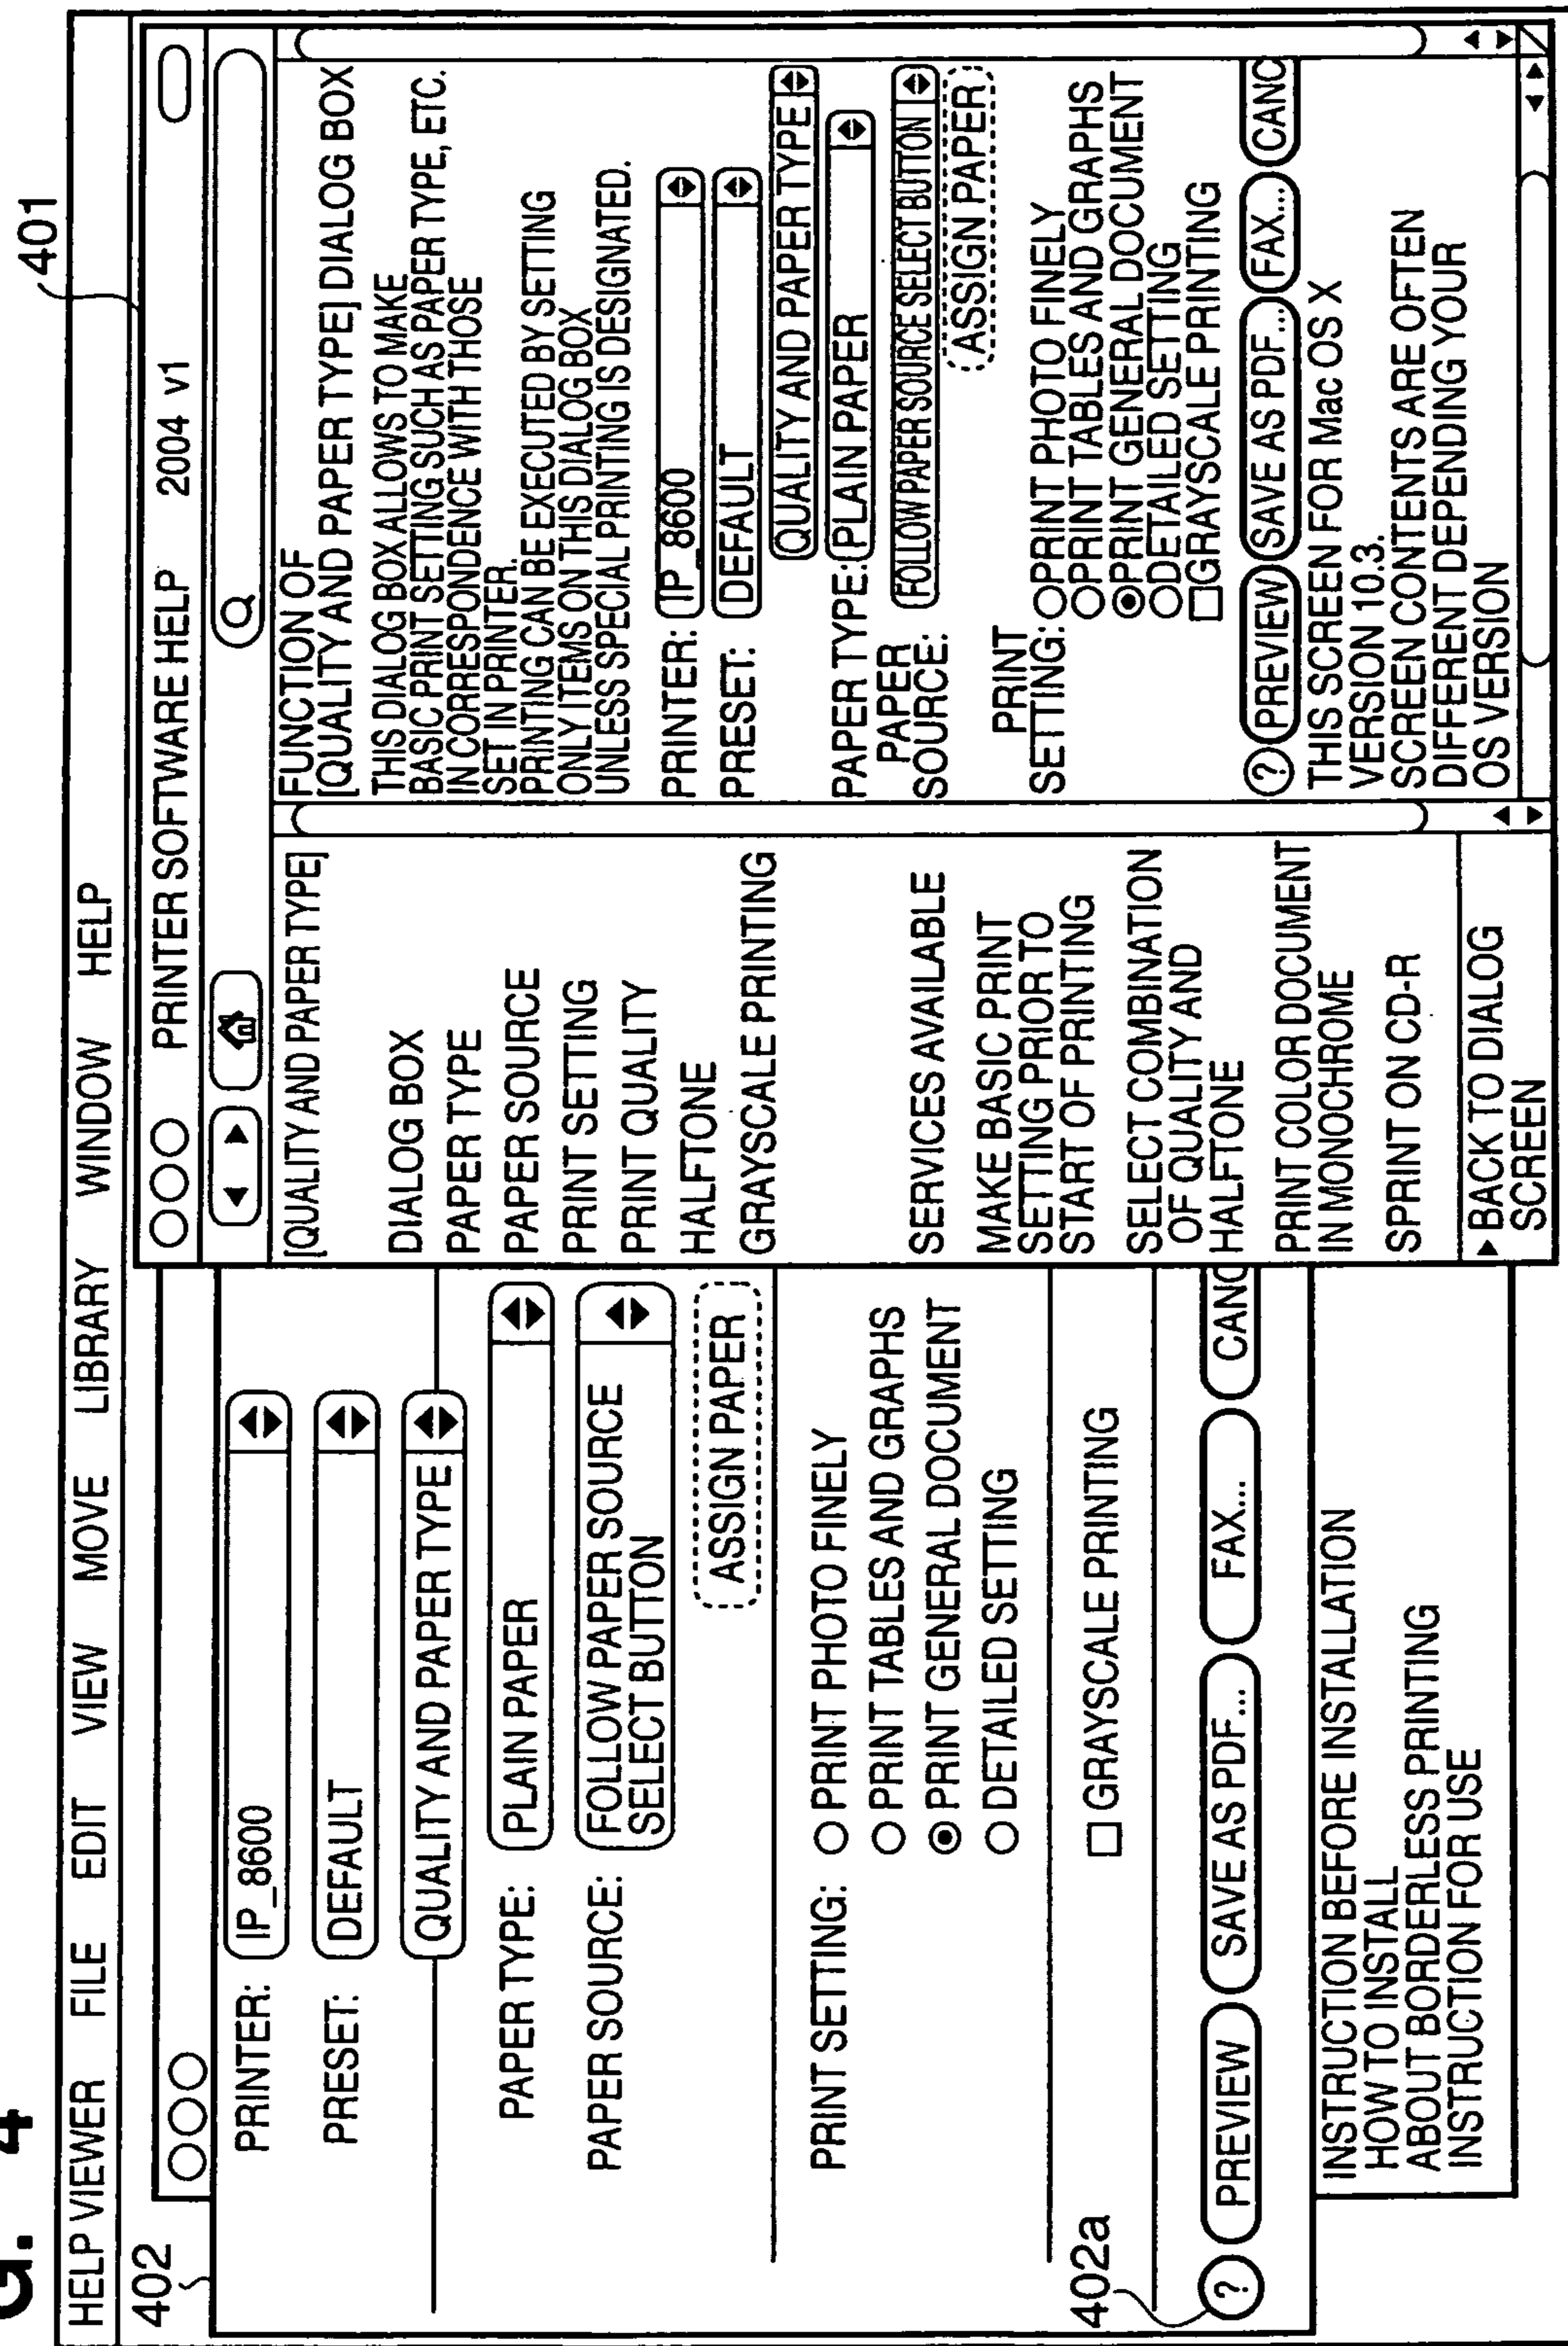 G. 4
HELP VIEWER FILE EDIT VIEW MOVE LIBRARY WINDOW HELP
402
PRINTER: IP_8600
PRESET: DEFAULT
QUALITY AND PAPER TYPE
PAPER TYPE: PLAIN PAPER
PAPER SOURCE: FOLLOW PAPER SOURCE
SELECT BUTTON
ASSIGN PAPER
PRINT SETTING: PRINT PHOTO FINELY
PRINT TABLES AND GRAPHS
PRINT GENERAL DOCUMENT
DETAILED SETTING
GRAYSCALE PRINTING
402a
? PREVIEW SAVE AS PDF... FAX... CANC
INSTRUCTION BEFORE INSTALLATION
HOW TO INSTALL
ABOUT BORDERLESS PRINTING
INSTRUCTION FOR USE
401
PRINTER SOFTWARE HELP 2004 v1
[QUALITY AND PAPER TYPE]
DIALOG BOX
PAPER TYPE
PAPER SOURCE
PRINT SETTING
PRINT QUALITY
HALFTONE
GRAYSCALE PRINTING
SERVICES AVAILABLE
MAKE BASIC PRINT
SETTING PRIOR TO
START OF PRINTING
SELECT COMBINATION
OF QUALITY AND
HALFTONE
PRINT COLOR DOCUMENT
IN MONOCHROME
SPRINT ON CD-R
BACK TO DIALOG
SCREEN
FUNCTION OF
[QUALITY AND PAPER TYPE] DIALOG BOX
THIS DIALOG BOX ALLOWS TO MAKE
BASIC PRINT SETTING SUCH AS PAPER TYPE, ETC.
IN CORRESPONDENCE WITH THOSE
SET IN PRINTER.
PRINTING CAN BE EXECUTED BY SETTING
ONLY ITEMS ON THIS DIALOG BOX
UNLESS SPECIAL PRINTING IS DESIGNATED.
PRINTER: IP_8600
PRESET: DEFAULT
QUALITY AND PAPER TYPE
PAPER TYPE: PLAIN PAPER
PAPER
SOURCE: FOLLOW PAPER SOURCE SELECT BUTTON
ASSIGN PAPER
PRINT
SETTING: PRINT PHOTO FINELY
PRINT TABLES AND GRAPHS
PRINT GENERAL DOCUMENT
DETAILED SETTING
GRAYSCALE PRINTING
? PREVIEW SAVE AS PDF... FAX... CANC
THIS SCREEN FOR Mac OS X
VERSION 10.3.
SCREEN CONTENTS ARE OFTEN
DIFFERENT DEPENDING YOUR
OS VERSION